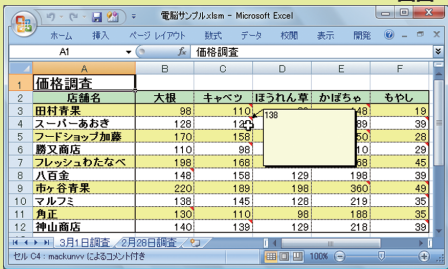 電脳サンプル.xlsm - Microsoft Excel
ホーム 挿入 ページ レイアウト 数式 データ 校閲 表示 開発
A1 fx 価格調査
A B C D E F
1 価格調査
2 店舗名 大根 キャベツ ほうれん草 かぼちゃ もやし
3 田村青果 98 110 148 19
4 スーパーあおき 128 39
5 フードショップ加藤 170 158 28
6 勝又商店 110 98 29
7 フレッシュわたなべ 198 168 45
8 八百金 148 158 129 198 39
9 市ヶ谷青果 220 189 198 360 49
10 マルフミ 138 145 128 219 35
11 角正 130 110 98 188 35
12 神山商店 140 139 129 218 39
138
3月1日調査 2月28日調査
セル C4 : mackunvv によるコメント付き 100%